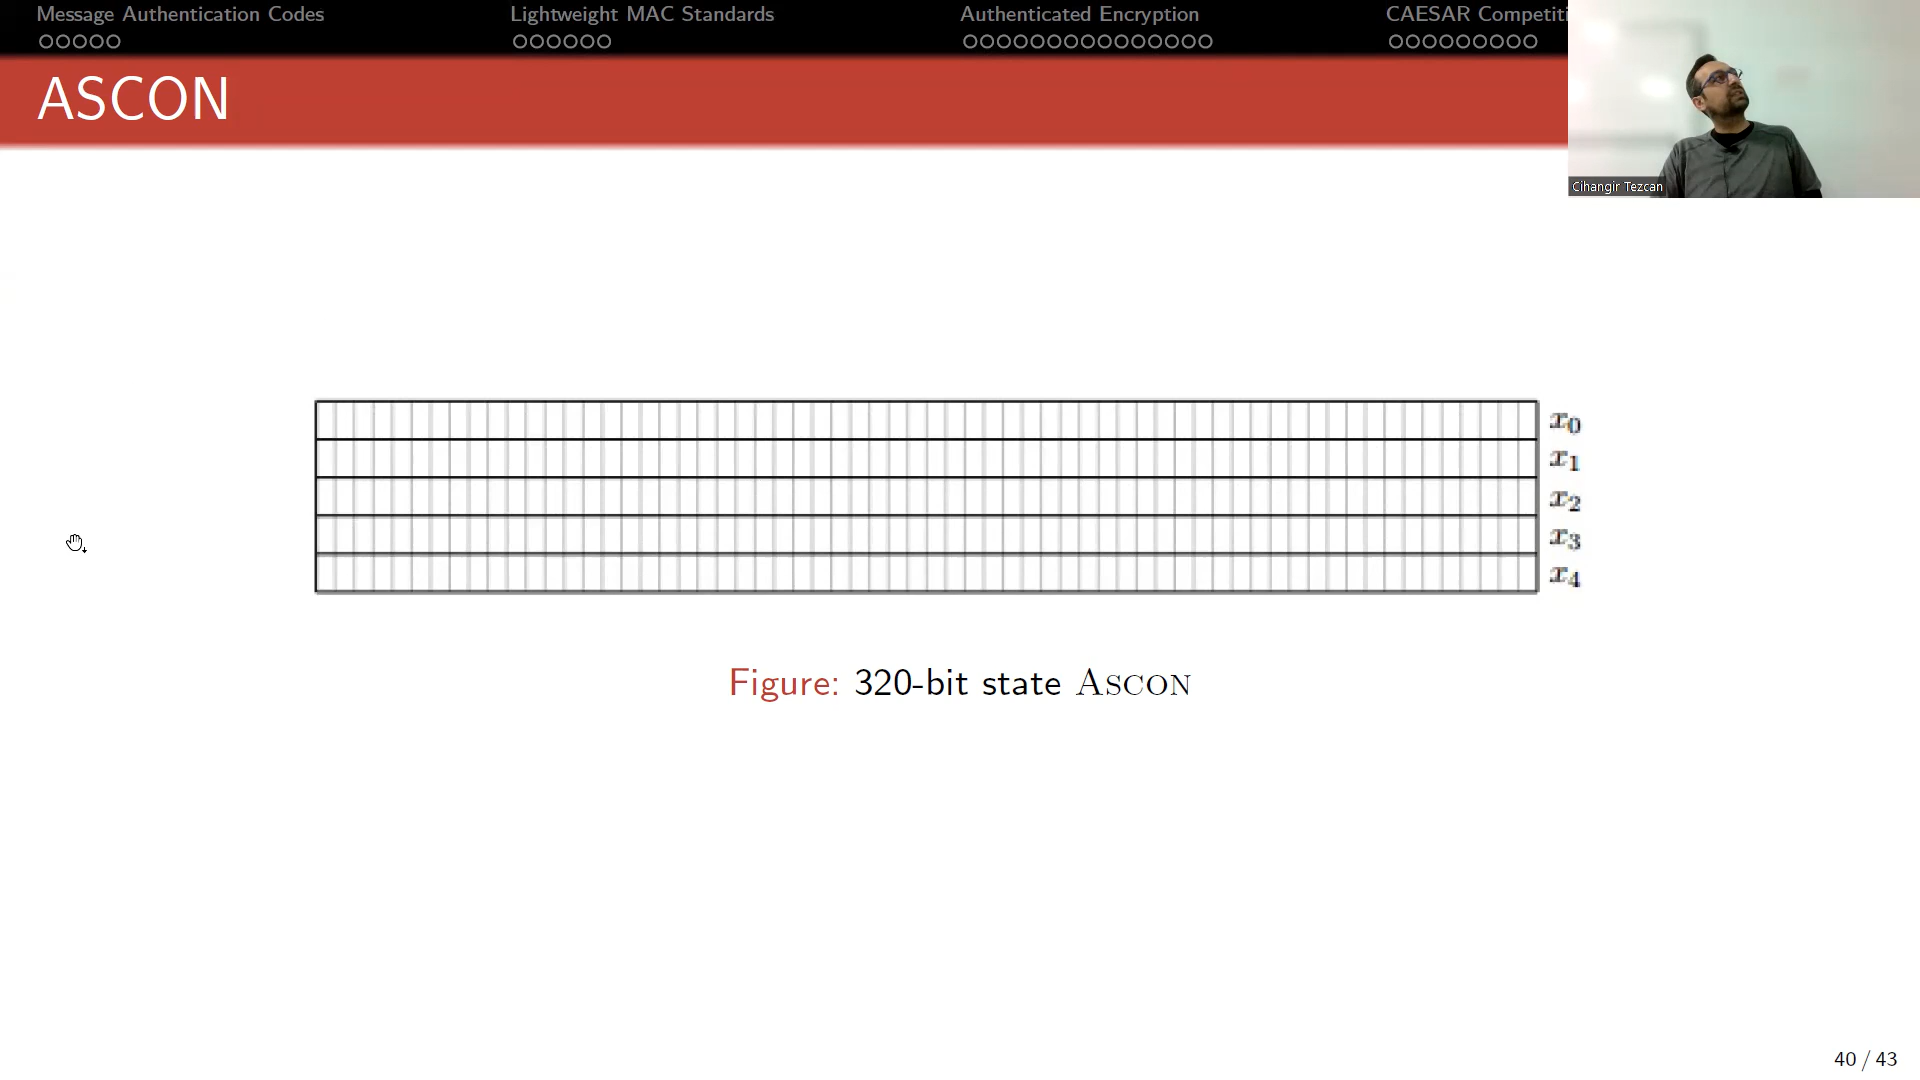 Message Authentication Codes
Lightweight MAC Standards
Authenticated Encryption
CAESAR Competiti
ASCON
Cihangir Tezcan
x0
x1
x2
x3
x4
Figure: 320-bit state ASCON
40 / 43